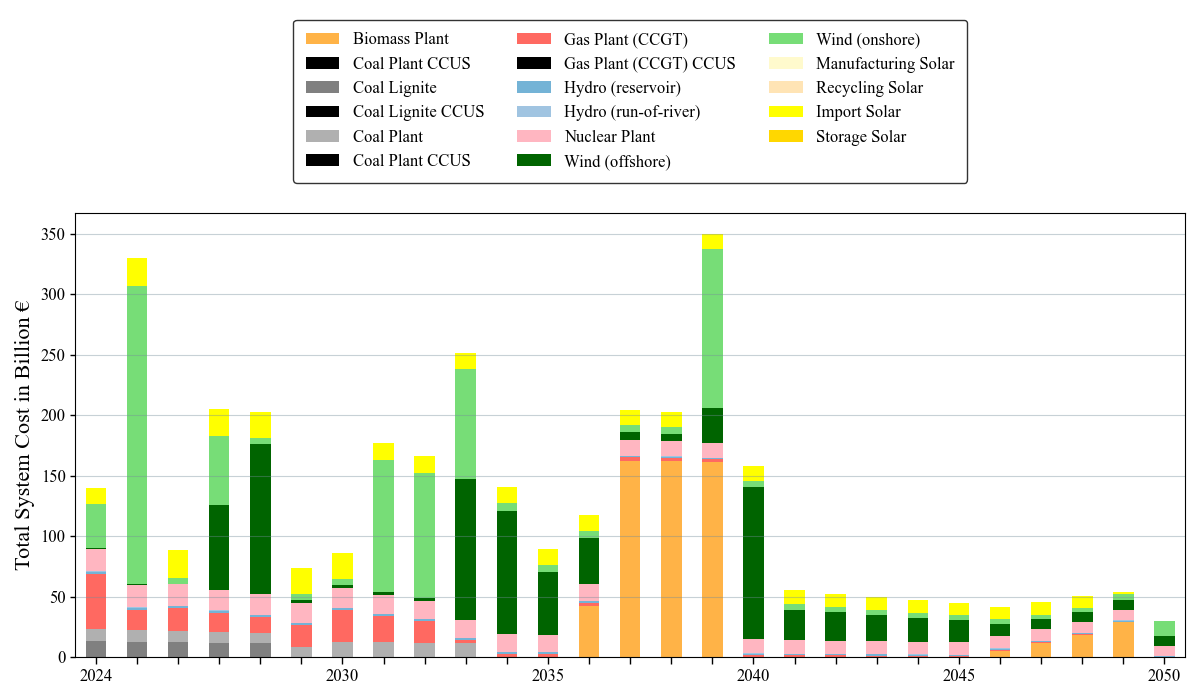 Biomass Plant
Coal Plant CCUS
Coal Lignite
Coal Lignite CCUS
Coal Plant
Coal Plant CCUS
Gas Plant (CCGT)
Gas Plant (CCGT) CCUS
Hydro (reservoir)
Hydro (run-of-river)
Nuclear Plant
Wind (offshore)
Wind (onshore)
Manufacturing Solar
Recycling Solar
Import Solar
Storage Solar
Total System Cost in Billion €
350
300
250
200
150
100
50
0
2024 2030 2035 2040 2045 2050